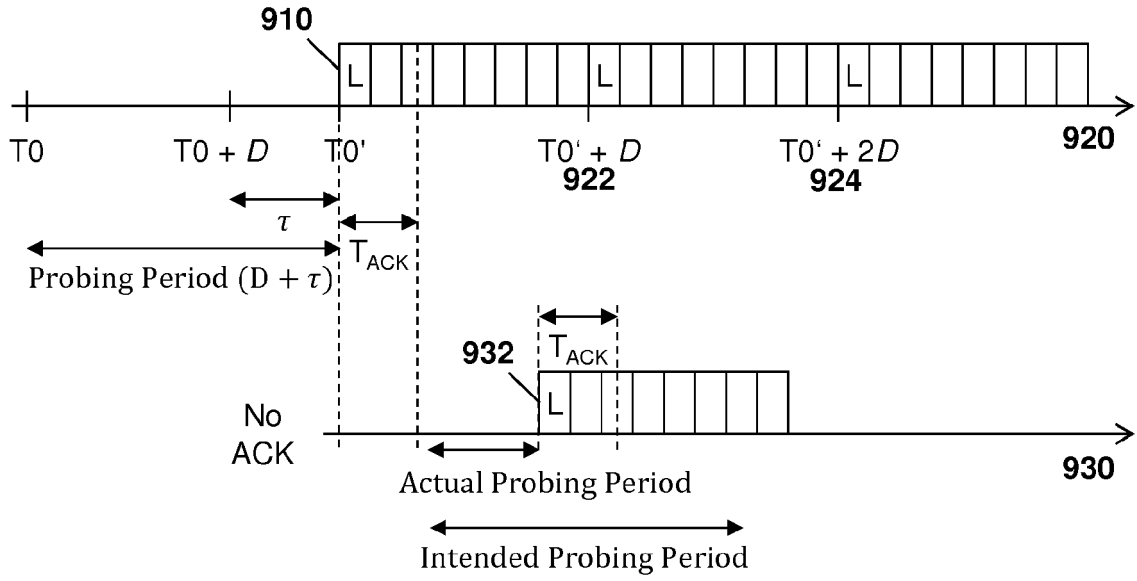 910
L L L
T0 T0 + D T0' T0‘ + D T0‘ + 2D 920
922 924
τ
T_ACK
Probing Period (D + τ)
T_ACK
932
L
No
ACK
930
Actual Probing Period
Intended Probing Period